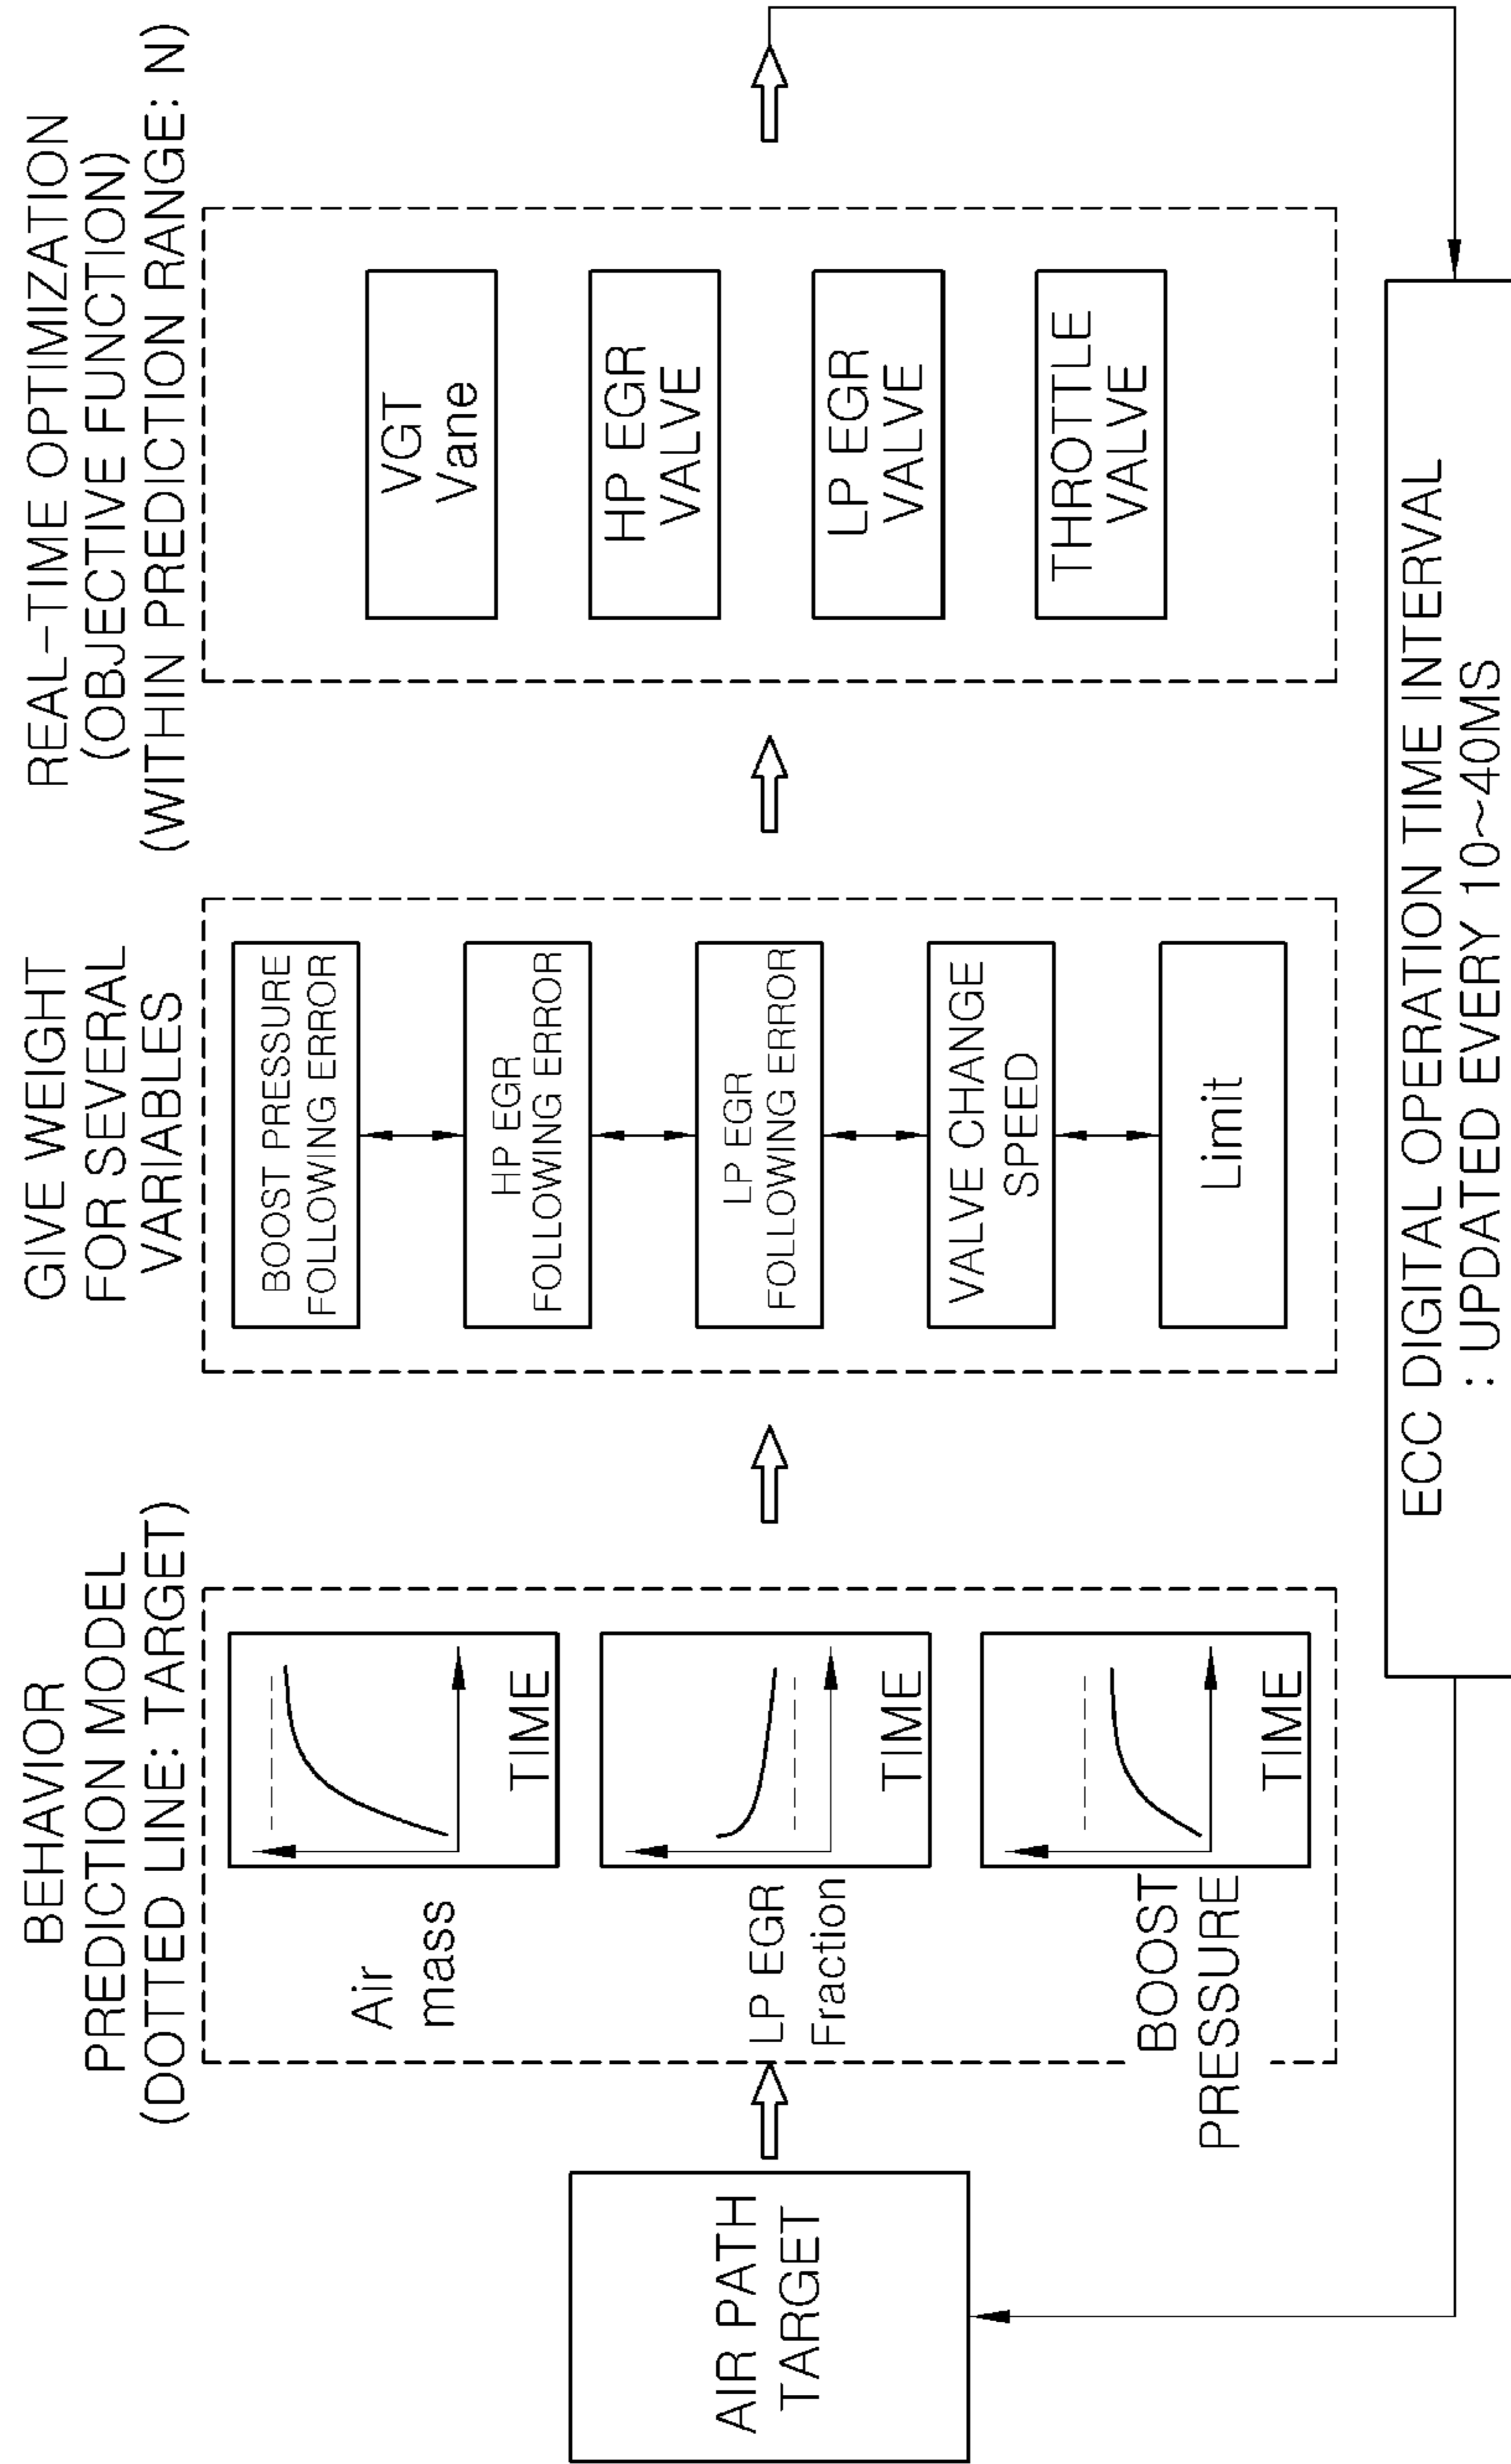 AIR PATH
TARGET
BEHAVIOR
PREDICTION MODEL
(DOTTED LINE: TARGET)
Air
mass
TIME
LP EGR
Fraction
TIME
BOOST
PRESSURE
TIME
GIVE WEIGHT
FOR SEVERAL
VARIABLES
BOOST PRESSURE
FOLLOWING ERROR
HP EGR
FOLLOWING ERROR
LP EGR
FOLLOWING ERROR
VALVE CHANGE
SPEED
Limit
REAL-TIME OPTIMIZATION
(OBJECTIVE FUNCTION)
(WITHIN PREDICTION RANGE: N)
VGT
Vane
HP EGR
VALVE
LP EGR
VALVE
THROTTLE
VALVE
ECC DIGITAL OPERATION TIME INTERVAL
: UPDATED EVERY 10~40MS